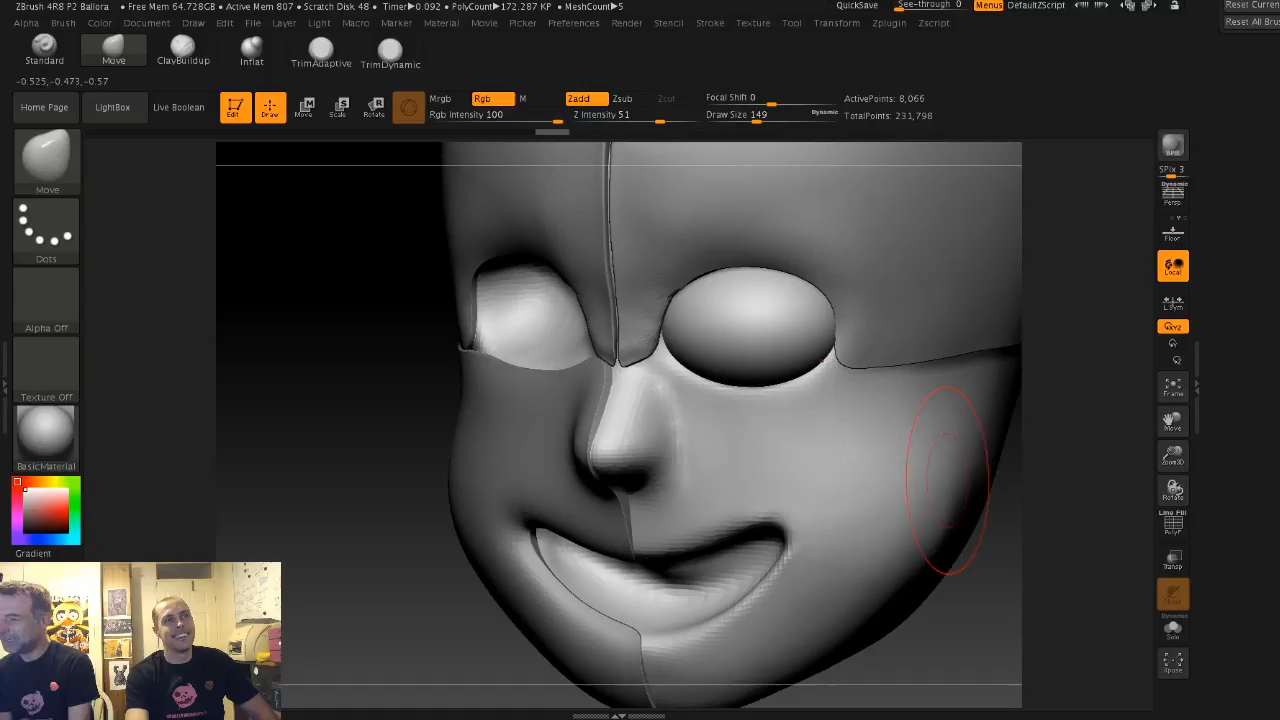 ZBrush 4R8 P2 Ballora • Free Mem 64.728GB • Active Mem 807 • Scratch Disk 48 • Timer▶0.092 • PolyCount▶172.287 KP • MeshCount▶5
QuickSave See-through 0 Menus DefaultZScript
Reset Curren
Alpha Brush Color Document Draw Edit File Layer Light Macro Marker Material Movie Picker Preferences Render Stencil Stroke Texture Tool Transform Zplugin Zscript
Reset All Brus
Standard Move ClayBuildup Inflat TrimAdaptive TrimDynamic
-0.525,-0.473,-0.57
Home Page LightBox Live Boolean
Edit Draw Move Scale Rotate
Mrgb Rgb M
Rgb Intensity 100
Zadd Zsub Zcut
Z Intensity 51
Focal Shift 0
Draw Size 149 Dynamic
ActivePoints: 8,066
TotalPoints: 231,798
Move
Dots
Alpha Off
Texture Off
BasicMaterial
Gradient
BPR
SPix 3
Dynamic
Persp
Floor
Local
L.Sym
XYZ
Frame
Move
Zoom3D
Rotate
Line Fill
PolyF
Transp
Ghost
Dynamic
Solo
Xpose